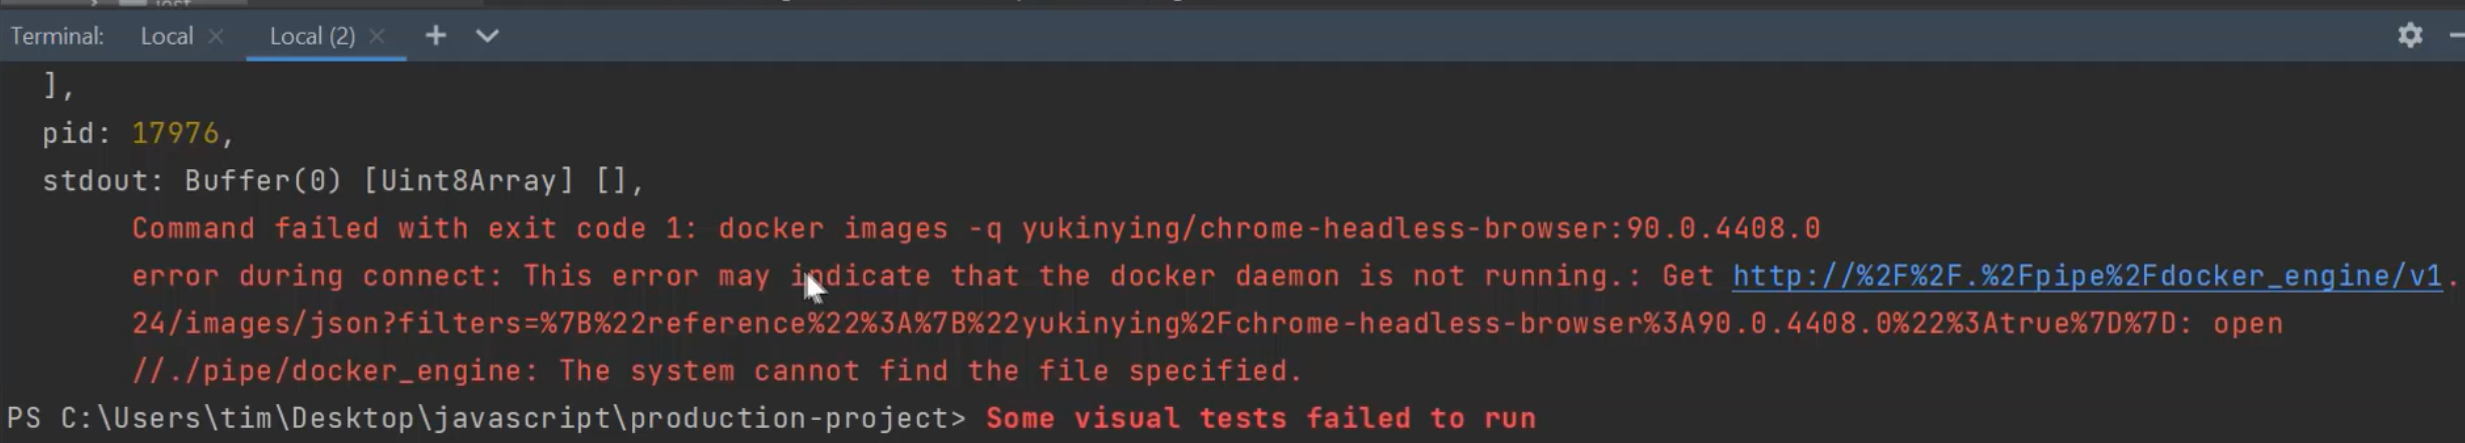 Terminal: Local Local (2)
],
pid: 17976,
stdout: Buffer(0) [Uint8Array] [],
Command failed with exit code 1: docker images -q yukinying/chrome-headless-browser:90.0.4408.0
error during connect: This error may indicate that the docker daemon is not running.: Get http://%2F%2F.%2Fpipe%2Fdocker_engine/v1.
24/images/json?filters=%7B%22reference%22%3A%7B%22yukinying%2Fchrome-headless-browser%3A90.0.4408.0%22%3Atrue%7D%7D: open
//./pipe/docker_engine: The system cannot find the file specified.
PS C:\Users\tim\Desktop\javascript\production-project> Some visual tests failed to run